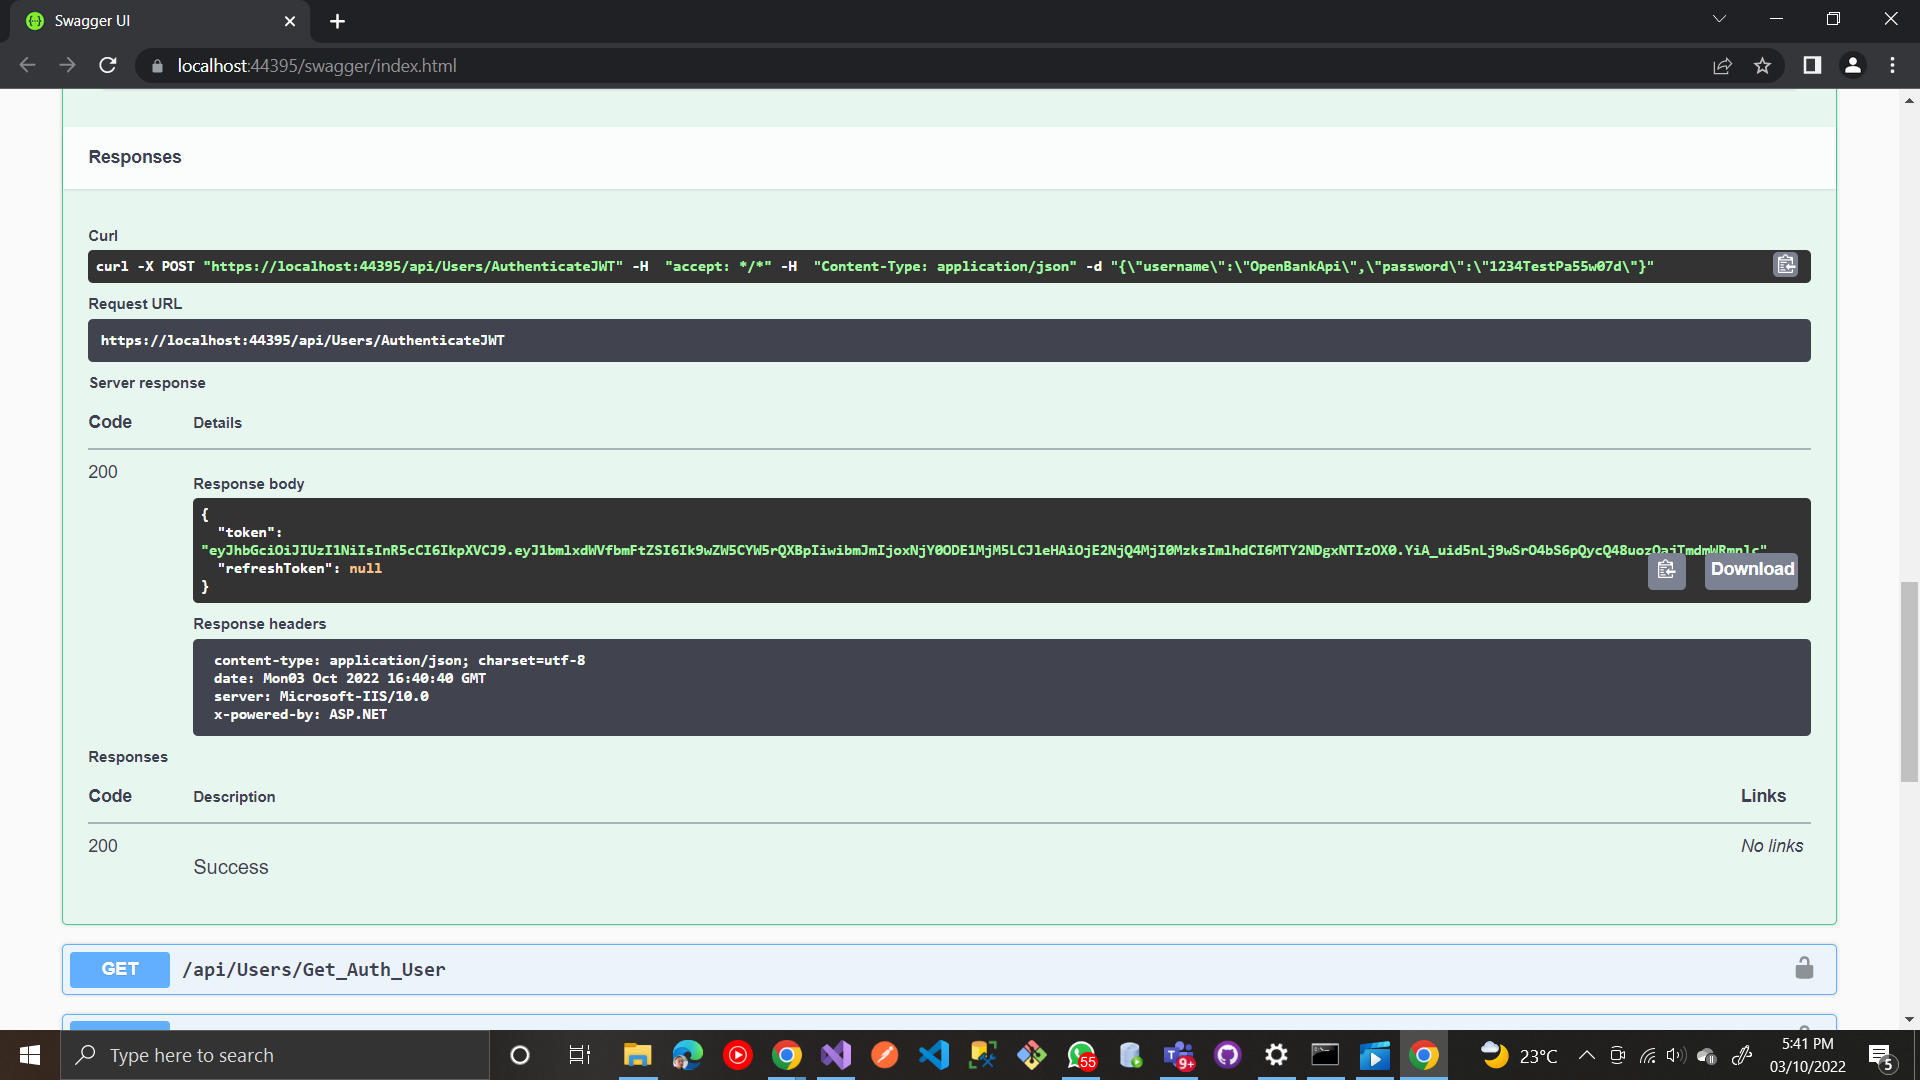 Swagger UI
localhost:44395/swagger/index.html
Responses
Curl
curl -X POST "https://localhost:44395/api/Users/AuthenticateJWT" -H  "accept: */*" -H  "Content-Type: application/json" -d "{\"username\":\"OpenBankApi\",\"password\":\"1234TestPa55w07d\"}"
Request URL
https://localhost:44395/api/Users/AuthenticateJWT
Server response
Code Details
200
Response body
{
"token":
"refreshToken": null
}
Download
Response headers
content-type: application/json; charset=utf-8
date: Mon03 Oct 2022 16:40:40 GMT
server: Microsoft-IIS/10.0
x-powered-by: ASP.NET
Responses
Code Description Links
200 No links
Success
GET /api/Users/Get_Auth_User
Type here to search
55
9+
23°C
5:41 PM
03/10/2022
5